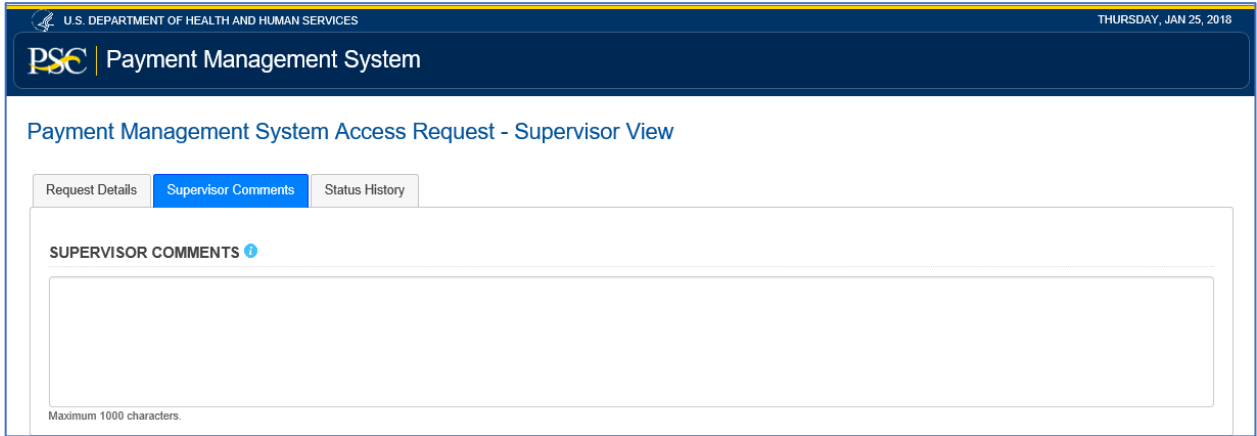 U.S. DEPARTMENT OF HEALTH AND HUMAN SERVICES THURSDAY, JAN 25, 2018
PSC Payment Management System
Payment Management System Access Request - Supervisor View
Request Details Supervisor Comments Status History
SUPERVISOR COMMENTS i
Maximum 1000 characters.